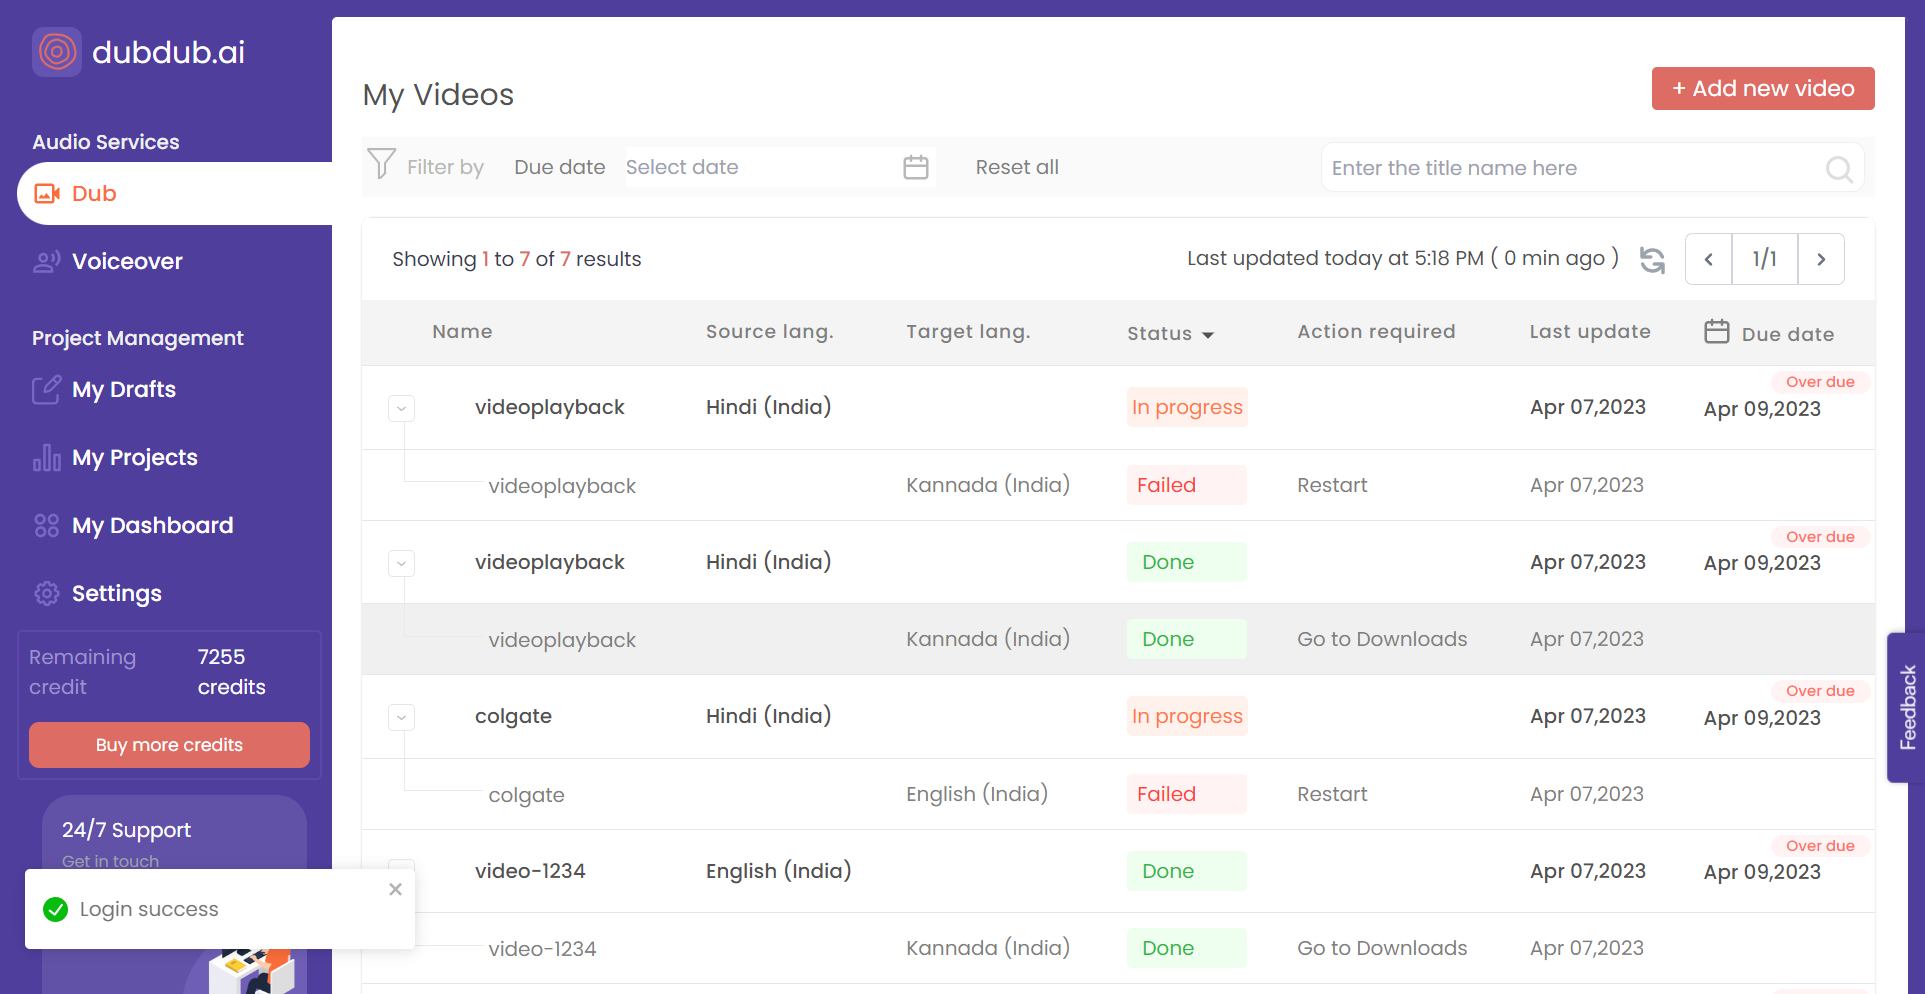 dubdub.ai
Audio Services
Dub
Voiceover
Project Management
My Drafts
My Projects
My Dashboard
Settings
Remaining credit
7255 credits
Buy more credits
24/7 Support
Get in touch
Login success
My Videos
+ Add new video
Filter by Due date Select date Reset all Enter the title name here
Showing 1 to 7 of 7 results Last updated today at 5:18 PM ( 0 min ago ) 1/1
Name Source lang. Target lang. Status Action required Last update Due date
Over due
videoplayback Hindi (India) In progress Apr 07,2023 Apr 09,2023
videoplayback Kannada (India) Failed Restart Apr 07,2023
Over due
videoplayback Hindi (India) Done Apr 07,2023 Apr 09,2023
videoplayback Kannada (India) Done Go to Downloads Apr 07,2023
Over due
colgate Hindi (India) In progress Apr 07,2023 Apr 09,2023
colgate English (India) Failed Restart Apr 07,2023
Over due
video-1234 English (India) Done Apr 07,2023 Apr 09,2023
video-1234 Kannada (India) Done Go to Downloads Apr 07,2023
Feedback